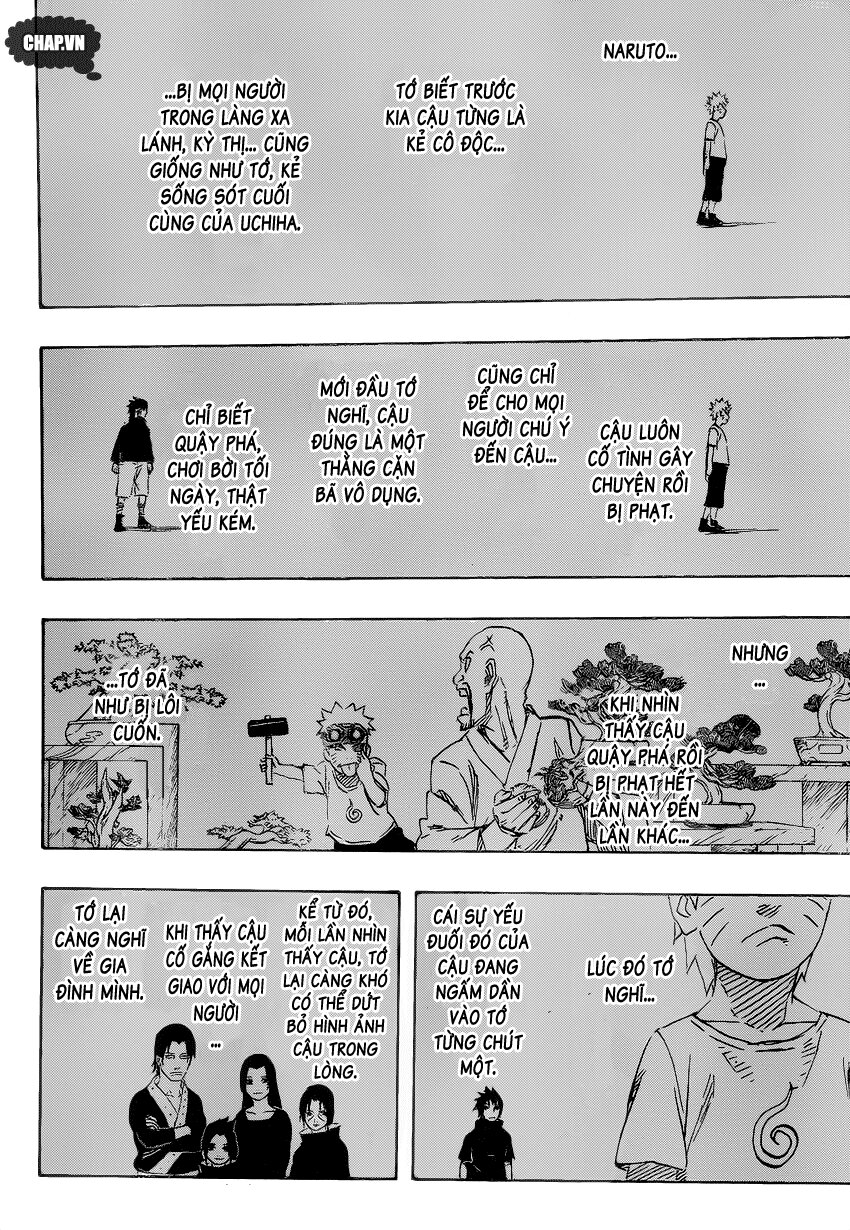 CHAP.VN
NARUTO...
TỚ BIẾT TRƯỚC
KIA CẬU TỪNG LÀ
KẺ CÔ ĐỘC...
...BỊ MỌI NGƯỜI
TRONG LÀNG XA
LÁNH, KỲ THỊ... CŨNG
GIỐNG NHƯ TỚ, KẺ
SỐNG SÓT CUỐI
CÙNG CỦA UCHIHA.
CẬU LUÔN
CỐ TÌNH GÂY
CHUYỆN RỒI
BỊ PHẠT.
CŨNG CHỈ
ĐỂ CHO MỌI
NGƯỜI CHÚ Ý
ĐẾN CẬU...
MỚI ĐẦU TỚ
NGHĨ, CẬU
ĐÚNG LÀ MỘT
THẰNG CẶN
BÃ VÔ DỤNG.
CHỈ BIẾT
QUẬY PHÁ,
CHƠI BỜI TỐI
NGÀY, THẬT
YẾU KÉM.
NHƯNG
...
KHI NHÌN
THẤY CẬU
QUẬY PHÁ RỒI
BỊ PHẠT HẾT
LẦN NÀY ĐẾN
LẦN KHÁC...
...TỚ ĐÃ
NHƯ BỊ LÔI
CUỐN.
LÚC ĐÓ TỚ
NGHĨ...
CÁI SỰ YẾU
ĐUỐI ĐÓ CỦA
CẬU ĐANG
NGẤM DẦN
VÀO TỚ
TỪNG CHÚT
MỘT.
KỂ TỪ ĐÓ,
MỖI LẦN NHÌN
THẤY CẬU, TỚ
LẠI CÀNG KHÓ
CÓ THỂ DỨT
BỎ HÌNH ẢNH
CẬU TRONG
LÒNG.
KHI THẤY CẬU
CỐ GẮNG KẾT
GIAO VỚI MỌI
NGƯỜI
...
TỚ LẠI
CÀNG NGHĨ
VỀ GIA
ĐÌNH MÌNH.